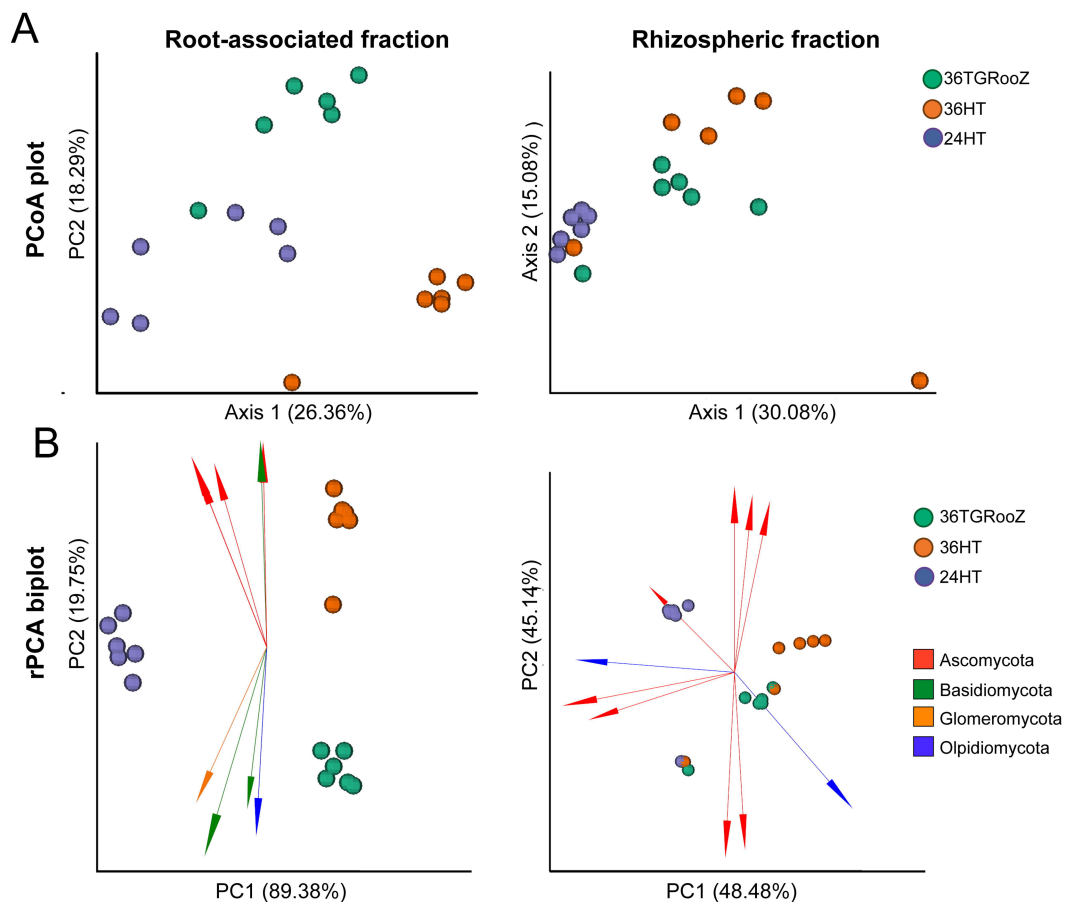 A
Root-associated fraction
Rhizospheric fraction
PCoA plot
PC2 (18.29%)
Axis 1 (26.36%)
Axis 2 (15.08%) )
Axis 1 (30.08%)
36TGRooZ
36HT
24HT
B
rPCA biplot
PC2 (19.75%)
PC1 (89.38%)
PC2 (45.14%)
PC1 (48.48%)
36TGRooZ
36HT
24HT
Ascomycota
Basidiomycota
Glomeromycota
Olpidiomycota